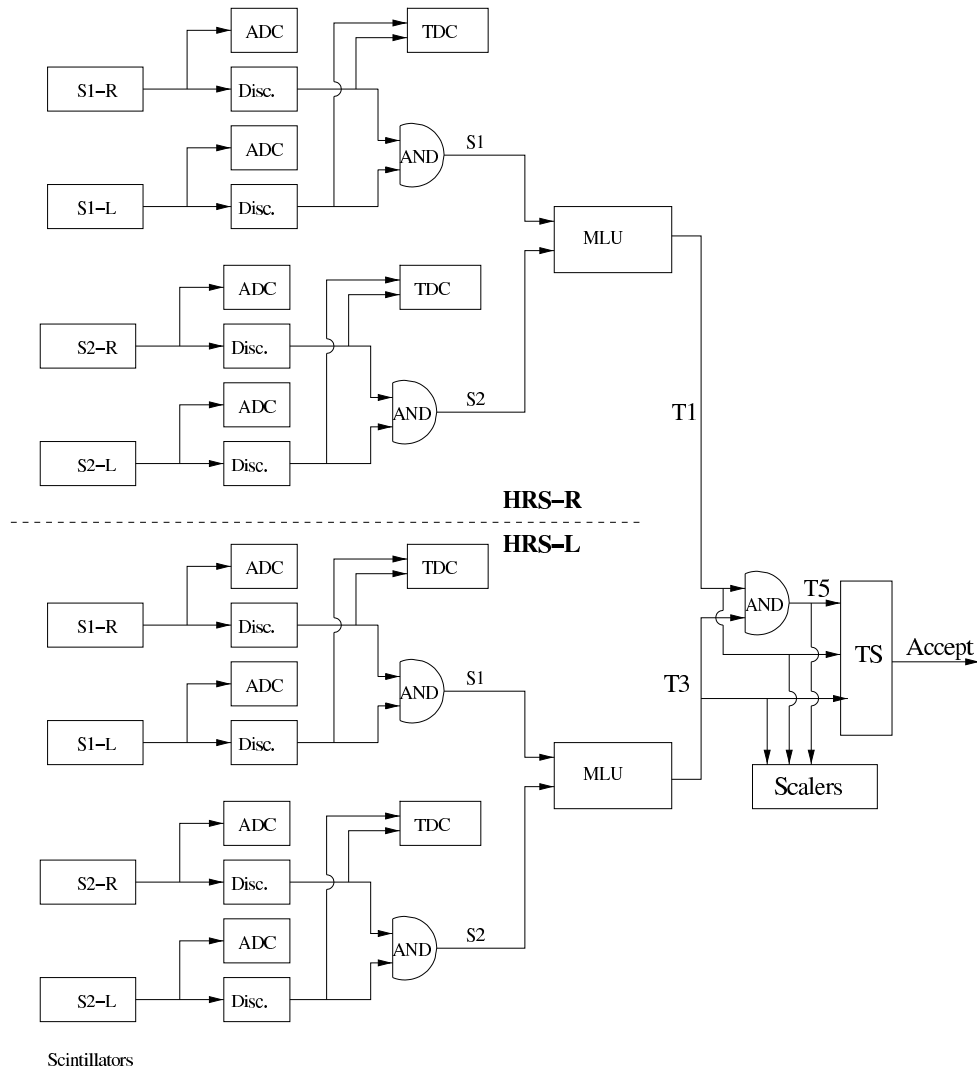 ADC
TDC
S1-R
Disc.
ADC
AND
S1
S1-L
Disc.
MLU
ADC
TDC
S2-R
Disc.
ADC
AND
S2
T1
S2-L
Disc.
HRS-R
HRS-L
ADC
TDC
S1-R
Disc.
AND
T5
TS
Accept
ADC
AND
S1
T3
S1-L
Disc.
MLU
Scalers
ADC
TDC
S2-R
Disc.
ADC
AND
S2
S2-L
Disc.
Scintillators